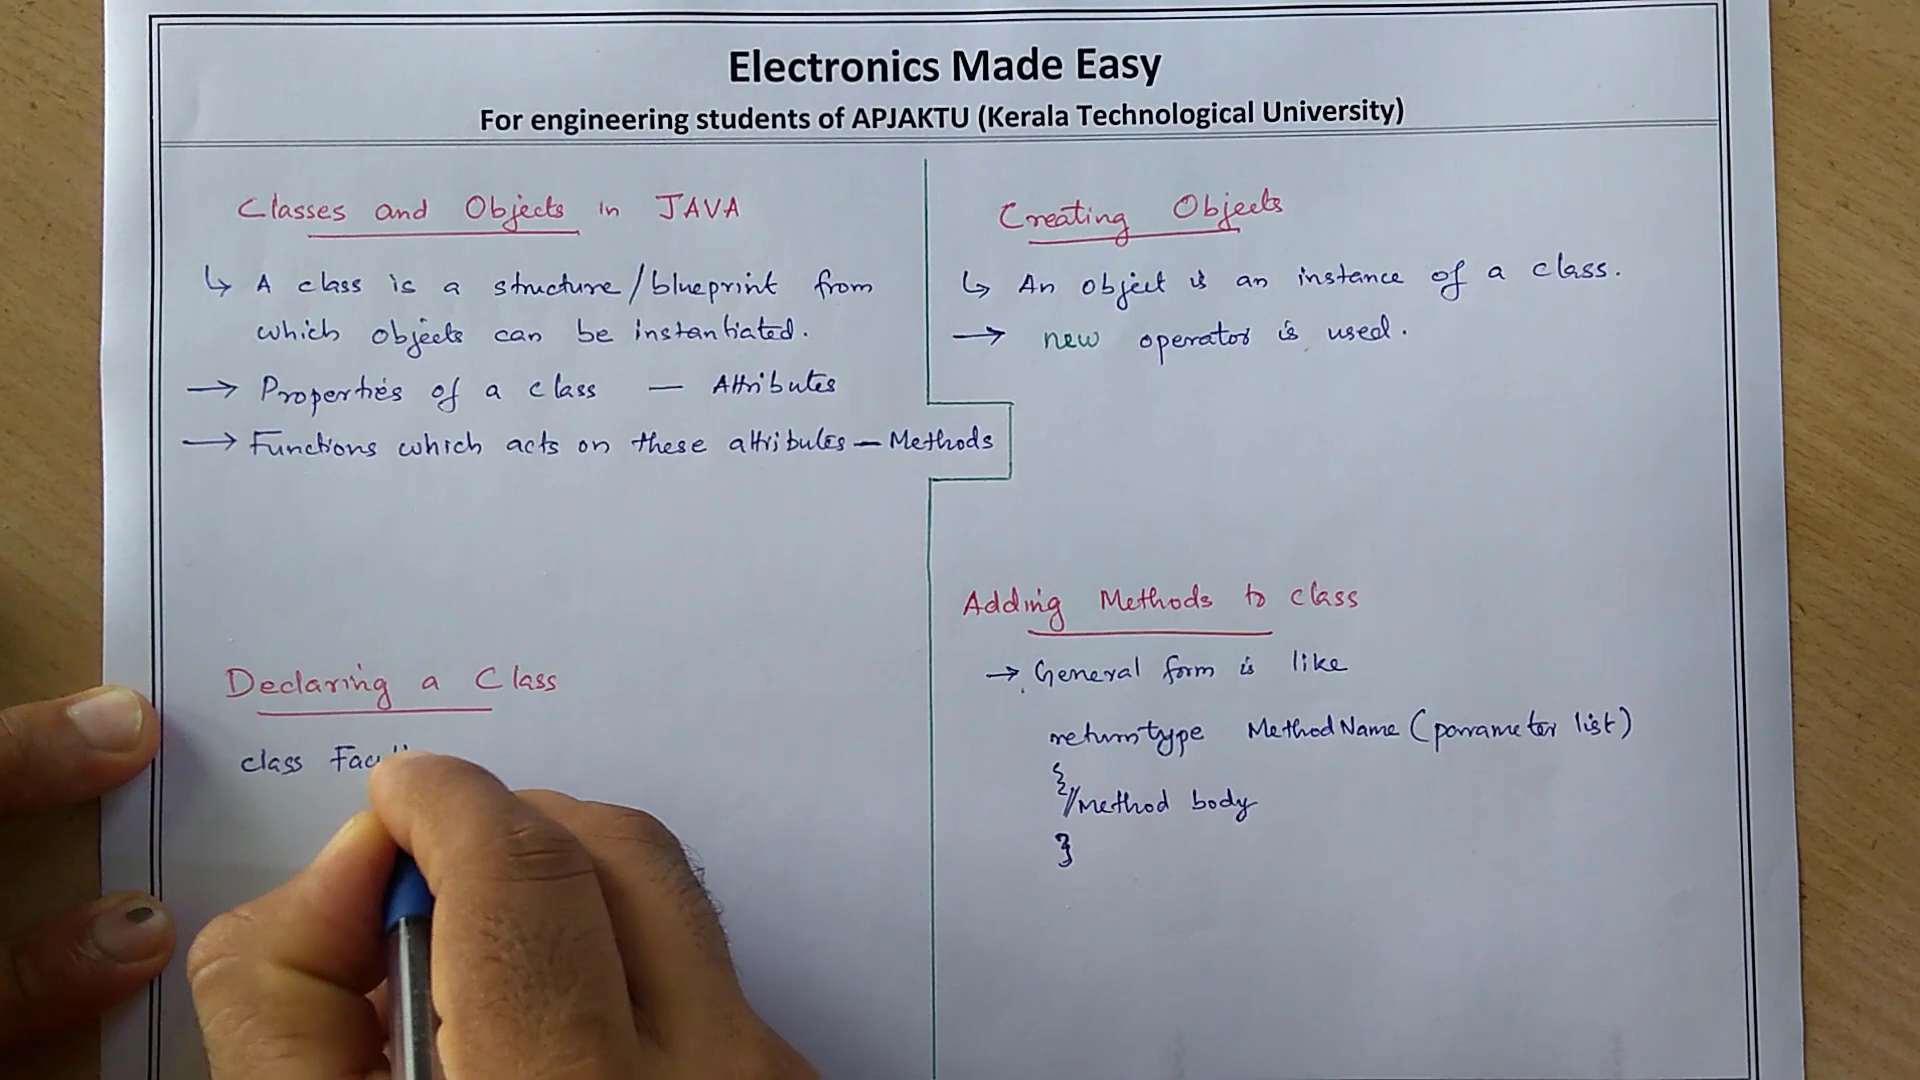 Electronics Made Easy
For engineering students of APJAKTU (Kerala Technological University)
Classes and Objects in JAVA
↳ A class is a structure/blueprint from
which objects can be instantiated.
→ Properties of a class — Attributes
→ Functions which acts on these attributes — Methods
Declaring a Class
class
Creating Objects
↳ An object is an instance of a class.
→ new operator is used.
Adding Methods to class
→ General form is like
returntype MethodName (parameter list)
{
//method body
}